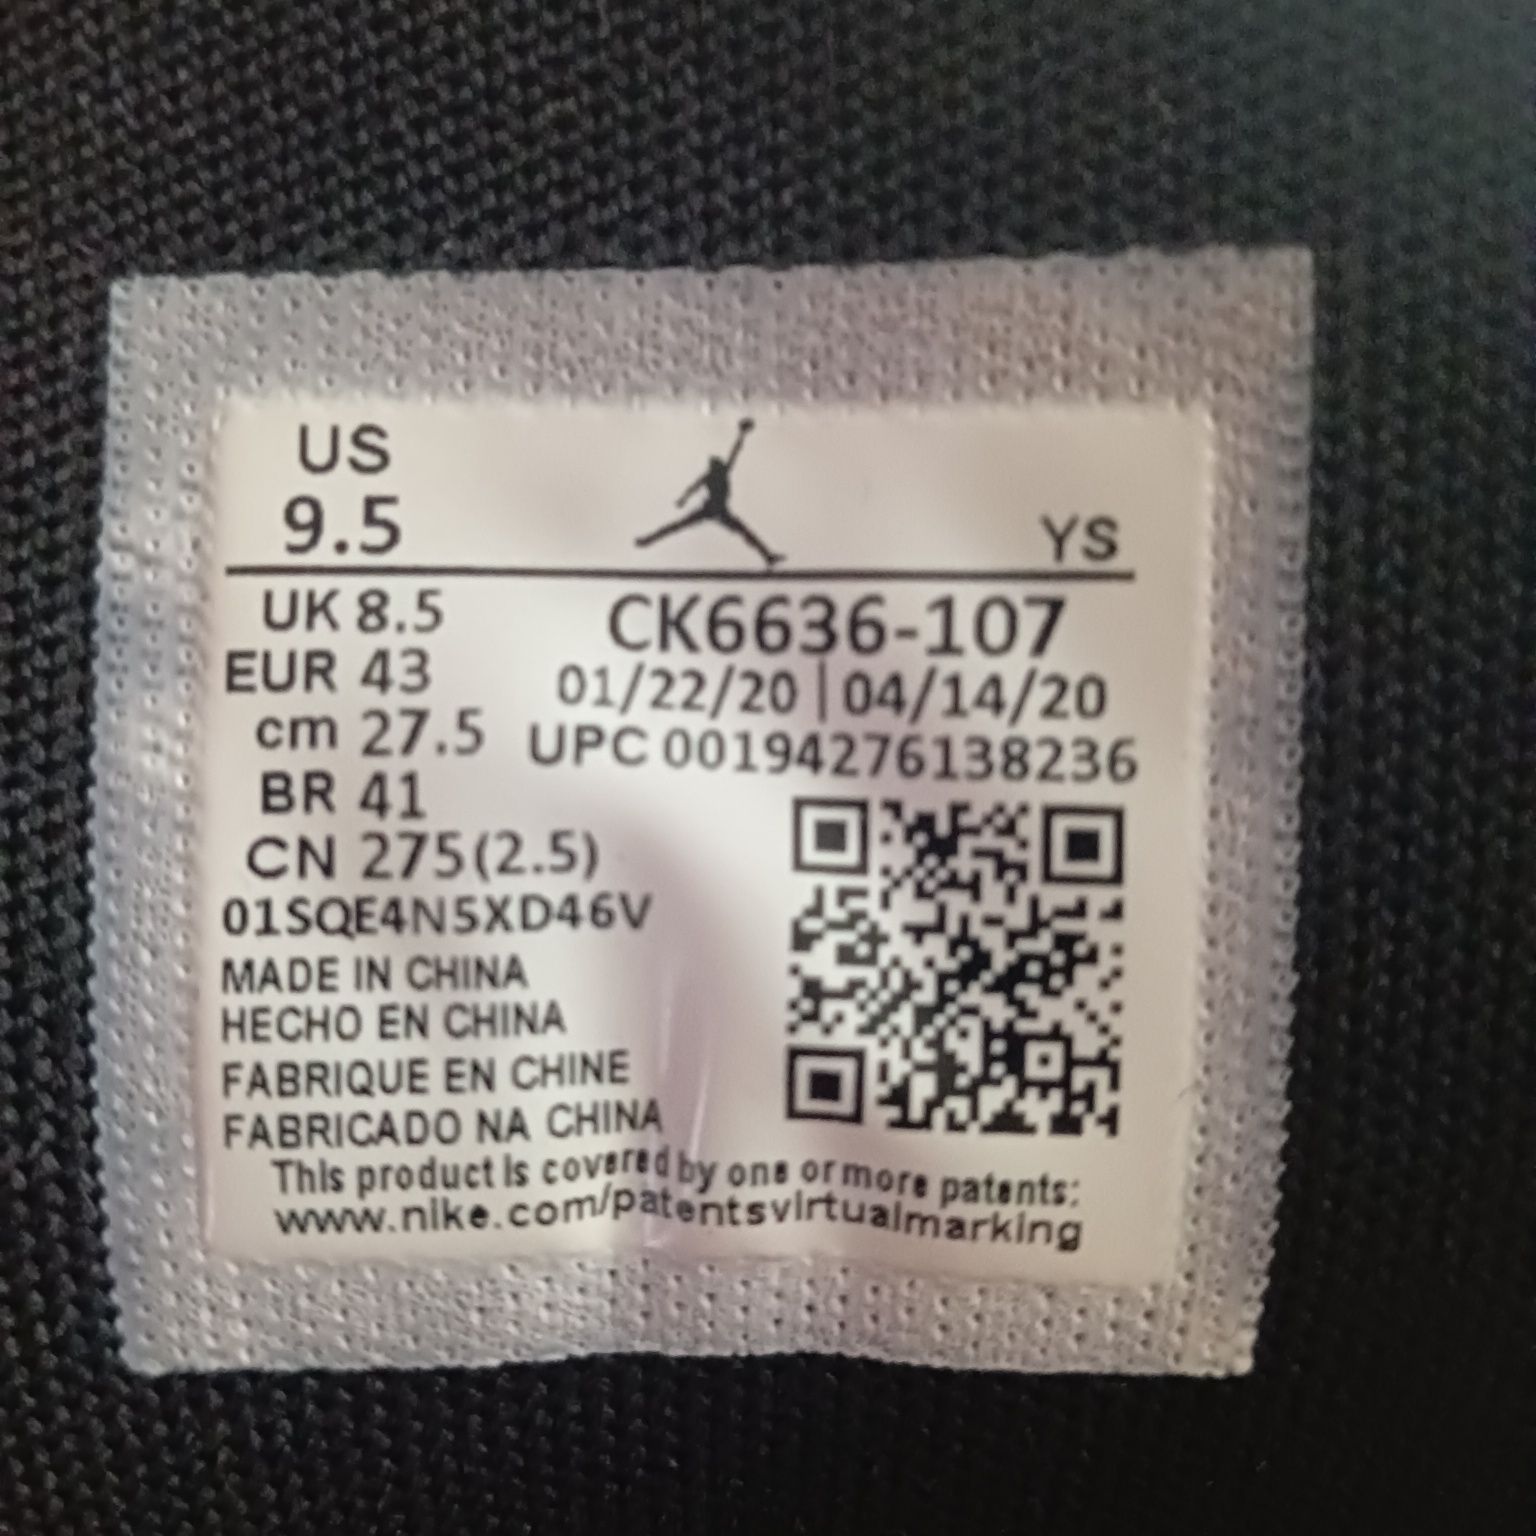 US
9.5
YS
UK 8.5
CK6636-107
EUR 43
01/22/20 | 04/14/20
cm 27.5
UPC 00194276138236
BR 41
CN 275(2.5)
01SQE4N5XD46V
MADE IN CHINA
HECHO EN CHINA
FABRIQUE EN CHINE
FABRICADO NA CHINA
This product is covered by one or more patents:
www.nike.com/patentsvirtualmarking